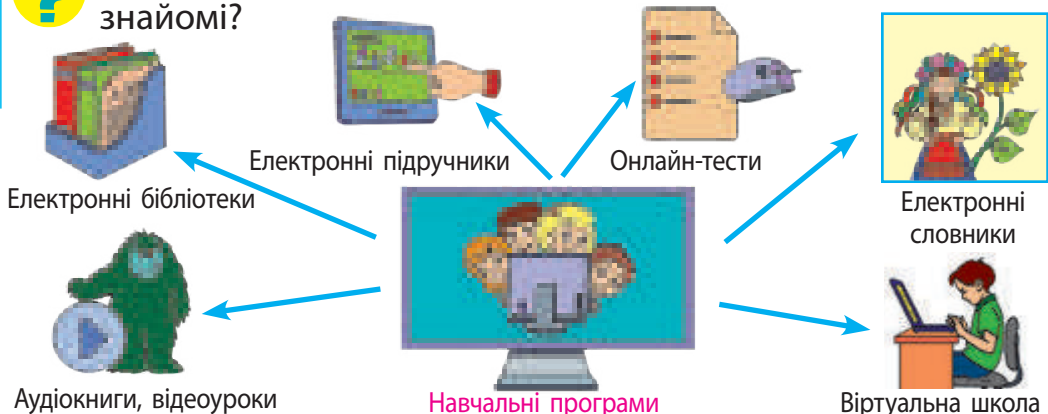 ?
знайомі?
Електронні підручники
Онлайн-тести
Електронні бібліотеки
Електронні
словники
Аудіокниги, відеоуроки
Навчальні програми
Віртуальна школа